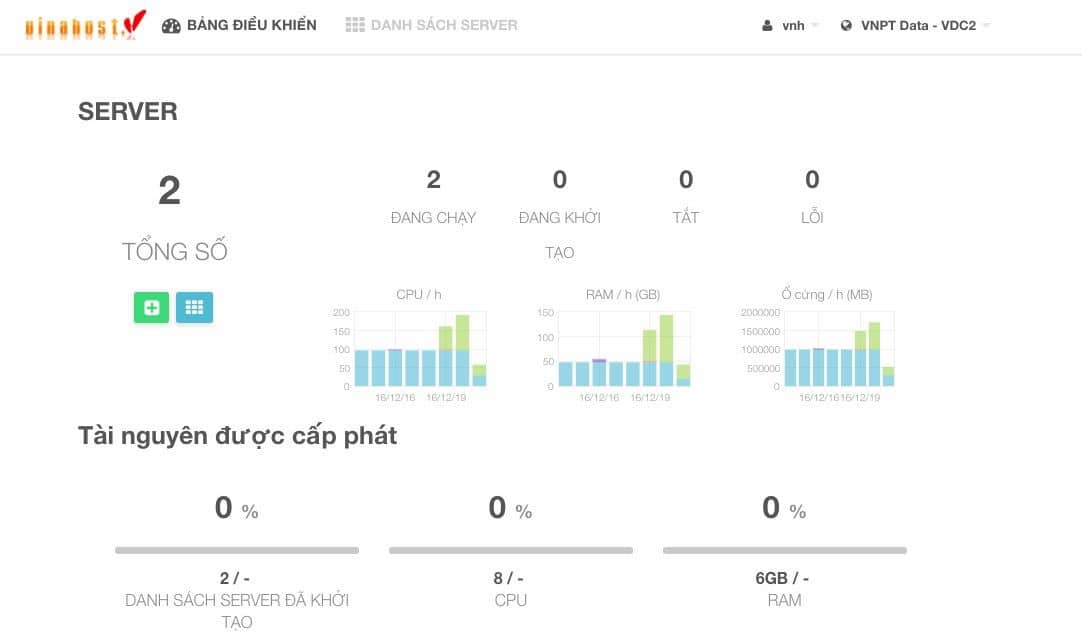 vinahost
BẢNG ĐIỀU KHIỂN
DANH SÁCH SERVER
vnh
VNPT Data - VDC2
SERVER
2
TỔNG SỐ
2
ĐANG CHẠY
0
ĐANG KHỞI
TẠO
0
TẮT
0
LỖI
CPU / h
200
150
100
50
0
16/12/16
16/12/19
RAM / h (GB)
150
100
50
0
16/12/16
16/12/19
Ổ cứng / h (MB)
2000000
1500000
1000000
500000
0
16/12/16
16/12/19
Tài nguyên được cấp phát
0 %
2 / -
DANH SÁCH SERVER ĐÃ KHỞI
TẠO
0 %
8 / -
CPU
0 %
6GB / -
RAM